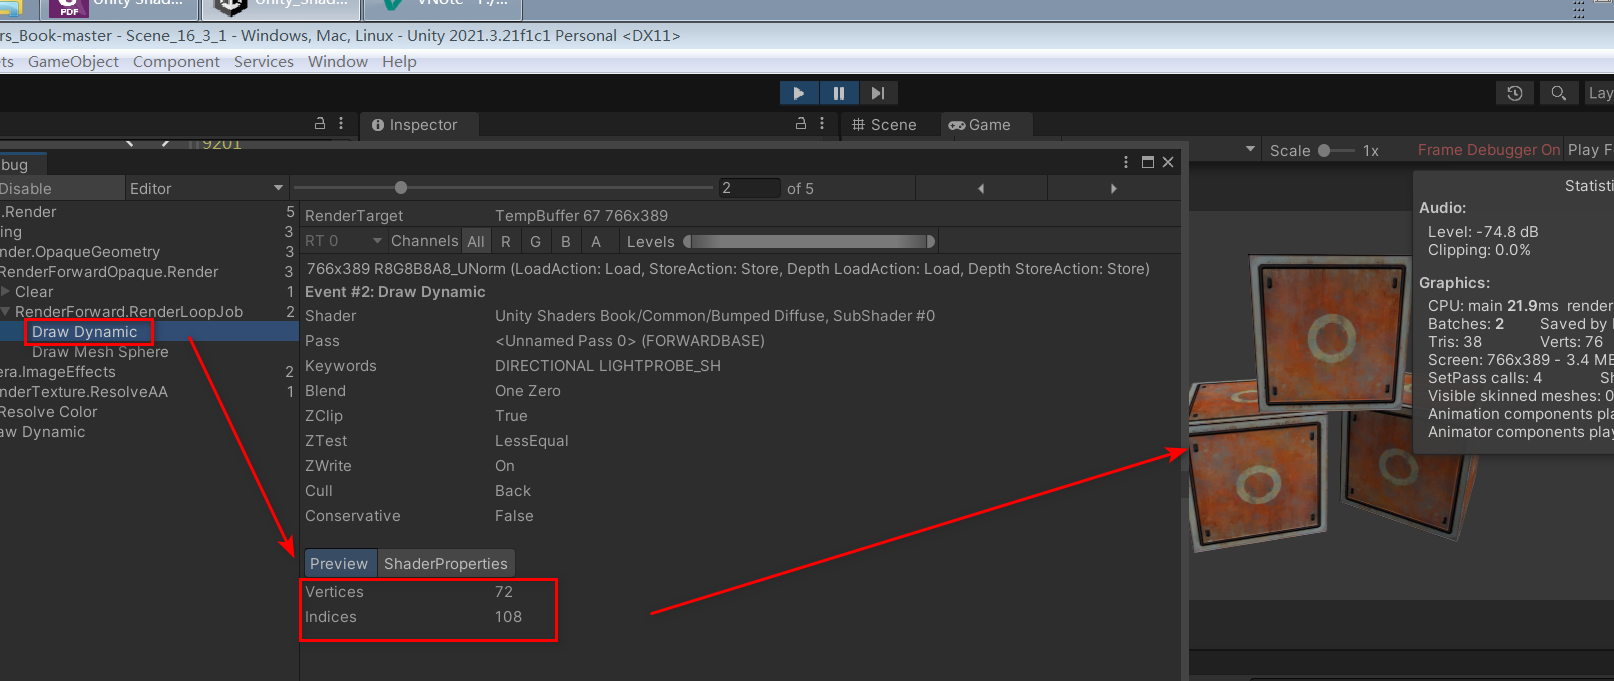 PDF
Unity Shad...
Unity_Shad...
VNote - F:/...
rs_Book-master - Scene_16_3_1 - Windows, Mac, Linux - Unity 2021.3.21f1c1 Personal <DX11>
ts GameObject Component Services Window Help
Lay
Inspector
Scene
Game
9201
bug
Scale 1x Frame Debugger On Play F
Disable Editor 2 of 5
.Render 5
ing 3
nder.OpaqueGeometry 3
RenderForwardOpaque.Render 3
Clear 1
RenderForward.RenderLoopJob 2
Draw Dynamic
Draw Mesh Sphere
era.ImageEffects 2
nderTexture.ResolveAA 1
Resolve Color
aw Dynamic
RenderTarget TempBuffer 67 766x389
RT 0 Channels All R G B A Levels
766x389 R8G8B8A8_UNorm (LoadAction: Load, StoreAction: Store, Depth LoadAction: Load, Depth StoreAction: Store)
Event #2: Draw Dynamic
Shader Unity Shaders Book/Common/Bumped Diffuse, SubShader #0
Pass <Unnamed Pass 0> (FORWARDBASE)
Keywords DIRECTIONAL LIGHTPROBE_SH
Blend One Zero
ZClip True
ZTest LessEqual
ZWrite On
Cull Back
Conservative False
Preview ShaderProperties
Vertices 72
Indices 108
Statisti
Audio:
Level: -74.8 dB
Clipping: 0.0%
Graphics:
CPU: main 21.9ms render
Batches: 2 Saved by
Tris: 38 Verts: 76
Screen: 766x389 - 3.4 MB
SetPass calls: 4 Sh
Visible skinned meshes: 0
Animation components pla
Animator components play